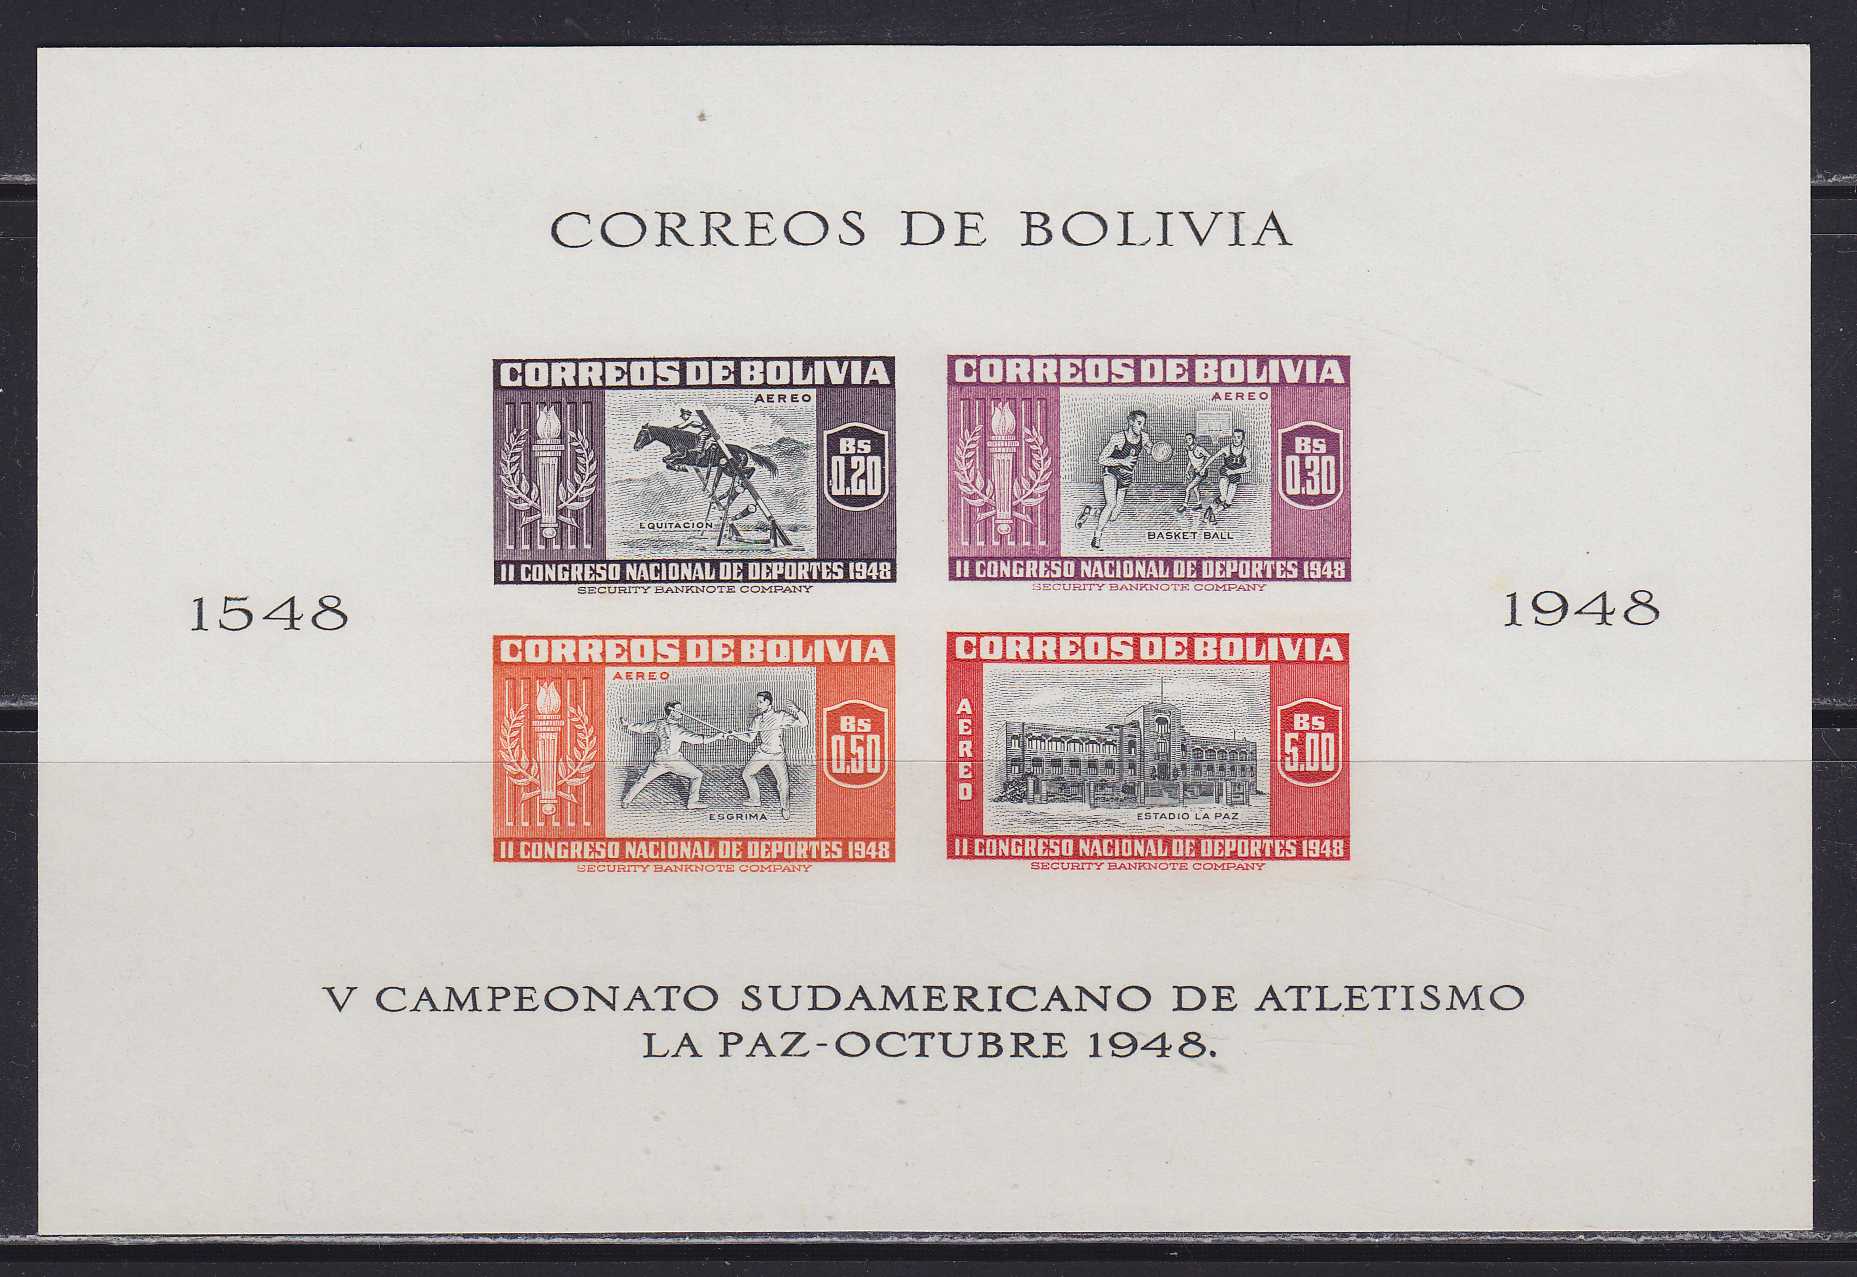 CORREOS DE BOLIVIA
CORREOS DE BOLIVIA
AEREO
Bs
0.20
EQUITACION
II CONGRESO NACIONAL DE DEPORTES 1948
SECURITY BANKNOTE COMPANY
CORREOS DE BOLIVIA
AEREO
Bs
0.30
BASKET BALL
II CONGRESO NACIONAL DE DEPORTES 1948
SECURITY BANKNOTE COMPANY
1548
1948
CORREOS DE BOLIVIA
AEREO
Bs
0.50
ESGRIMA
II CONGRESO NACIONAL DE DEPORTES 1948
SECURITY BANKNOTE COMPANY
CORREOS DE BOLIVIA
AEREO
Bs
5.00
ESTADIO LA PAZ
II CONGRESO NACIONAL DE DEPORTES 1948
SECURITY BANKNOTE COMPANY
V CAMPEONATO SUDAMERICANO DE ATLETISMO
LA PAZ-OCTUBRE 1948.